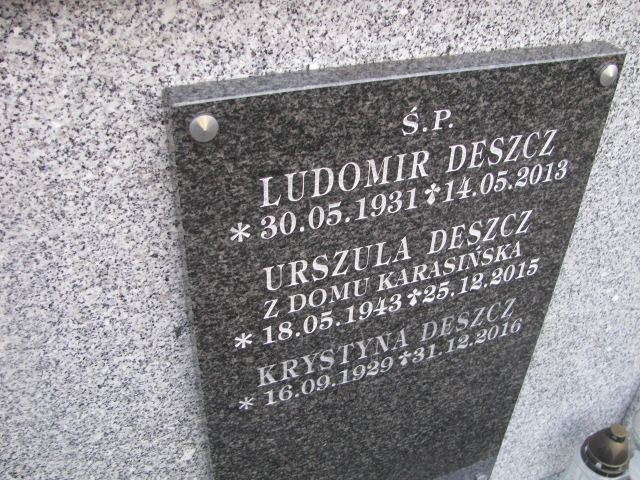 Ś.P.
LUDOMIR DESZCZ
* 30.05.1931 ✝ 14.05.2013
URSZULA DESZCZ
Z DOMU KARASIŃSKA
* 18.05.1943 ✝ 25.12.2015
KRYSTYNA DESZCZ
* 16.09.1929 ✝ 31.12.2016